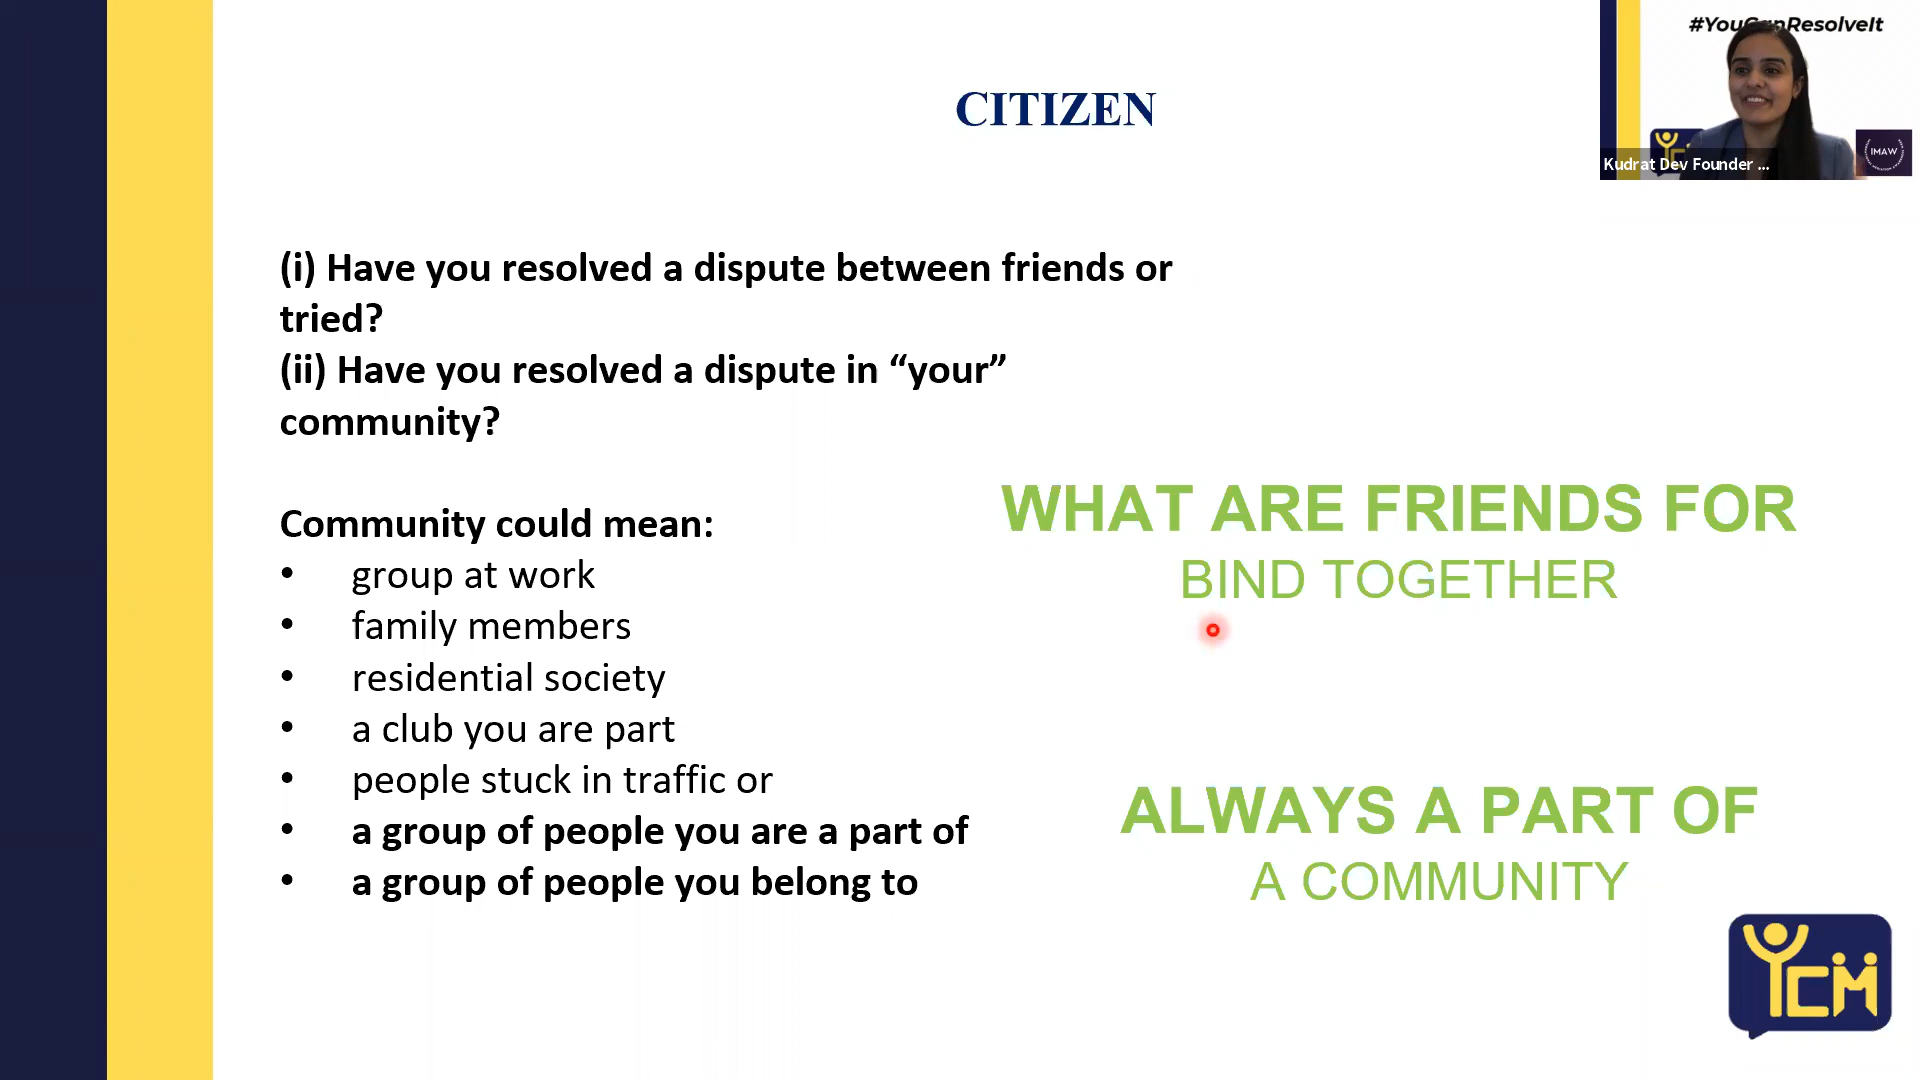 #YouCanResolveIt
CITIZEN
IMAW
Kudrat Dev Founder ...
(i) Have you resolved a dispute between friends or
tried?
(ii) Have you resolved a dispute in “your”
community?
Community could mean:
• group at work
• family members
• residential society
• a club you are part
• people stuck in traffic or
• a group of people you are a part of
• a group of people you belong to
WHAT ARE FRIENDS FOR
BIND TOGETHER
ALWAYS A PART OF
A COMMUNITY
YCM